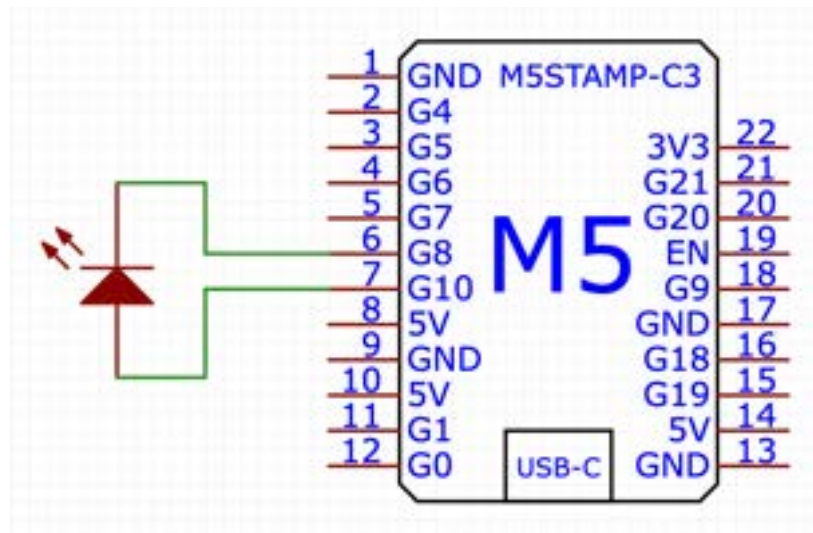 1 GND M5STAMP-C3
2 G4
3 G5 3V3 22
4 G6 G21 21
5 G7 G20 20
6 G8 EN 19
7 G10 G9 18
8 5V GND 17
9 GND G18 16
10 5V G19 15
11 G1 5V 14
12 G0 USB-C GND 13
M5